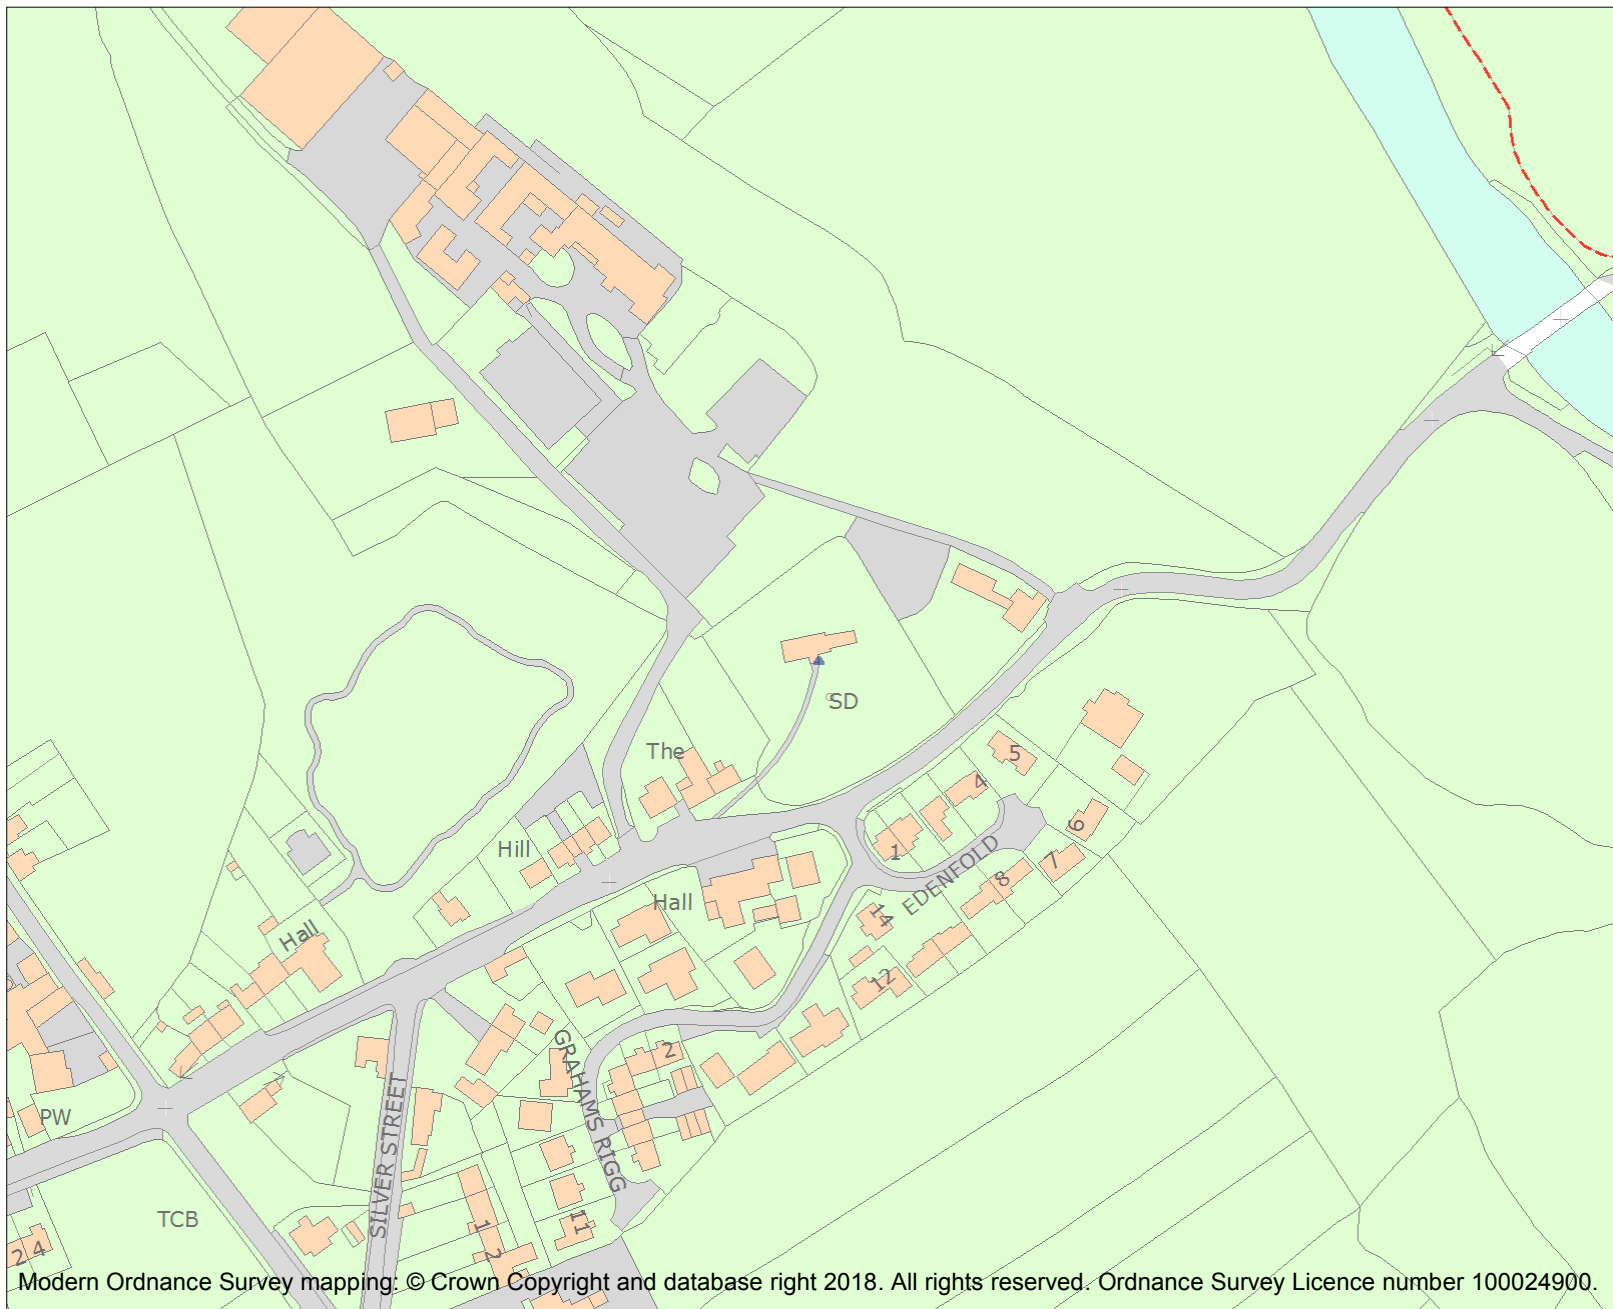 SD
The
5
4
6
1
Hill
7
EDENFOLD
8
Hall
14
Hall
12
GRAHAMS RIGG
2
PW
SILVER STREET
TCB
11
1
2
2 4
Modern Ordnance Survey mapping: © Crown Copyright and database right 2018. All rights reserved. Ordnance Survey Licence number 100024900.